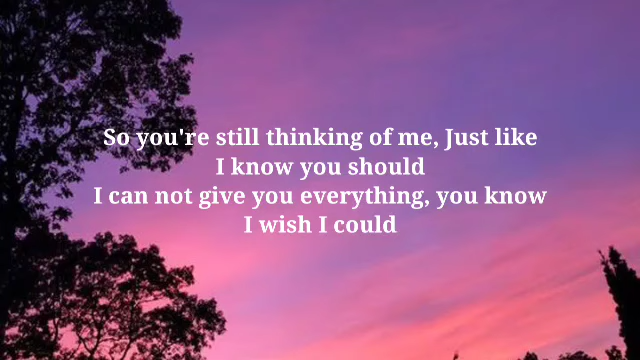 So you're still thinking of me, Just like
I know you should
I can not give you everything, you know
I wish I could